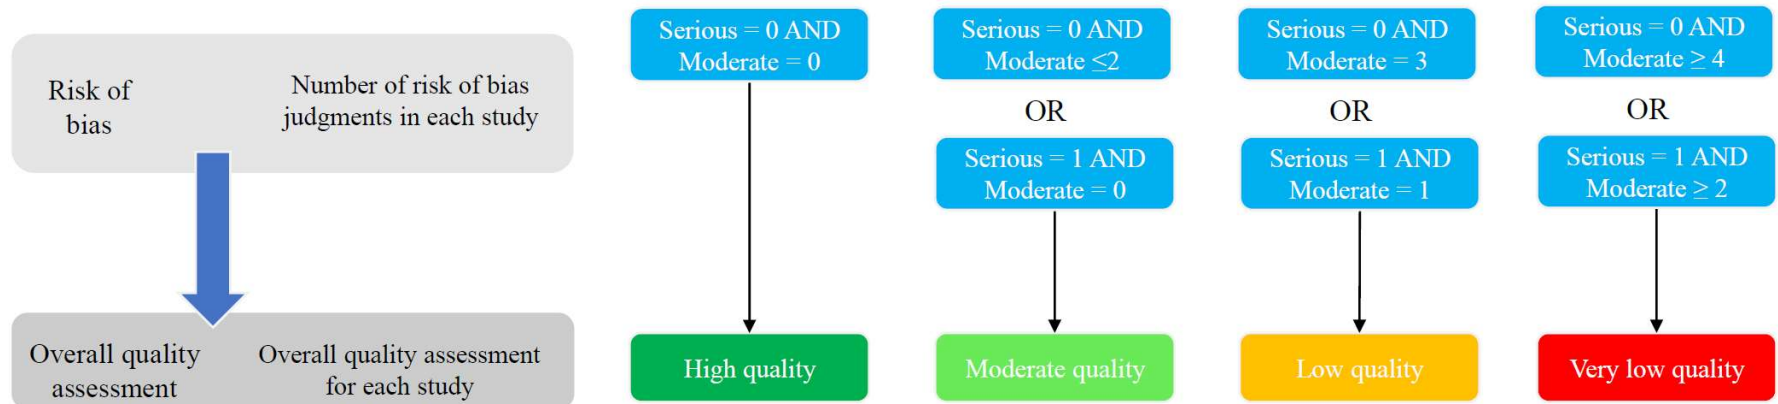 Risk of
bias
Number of risk of bias
judgments in each study
Serious = 0 AND
Moderate = 0
Serious = 0 AND
Moderate ≤2
OR
Serious = 1 AND
Moderate = 0
Serious = 0 AND
Moderate = 3
OR
Serious = 1 AND
Moderate = 1
Serious = 0 AND
Moderate ≥ 4
OR
Serious = 1 AND
Moderate ≥ 2
Overall quality
assessment
Overall quality assessment
for each study
High quality
Moderate quality
Low quality
Very low quality